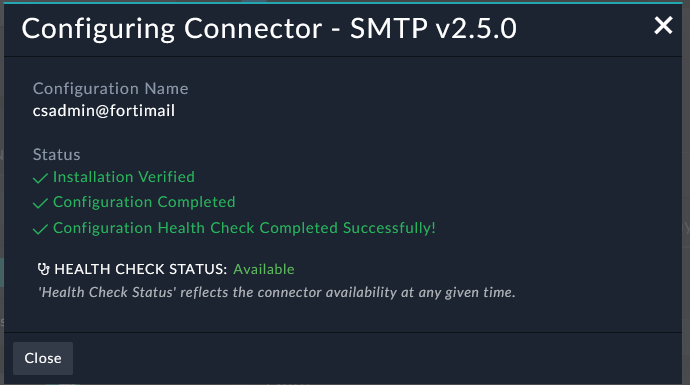 Configuring Connector - SMTP v2.5.0
Configuration Name
csadmin@fortimail
Status
Installation Verified
Configuration Completed
Configuration Health Check Completed Successfully!
HEALTH CHECK STATUS: Available
'Health Check Status' reflects the connector availability at any given time.
Close